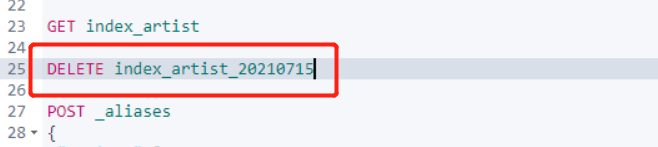 22
23 GET index_artist
24
25 DELETE index_artist_20210715
26
27 POST _aliases
28 {